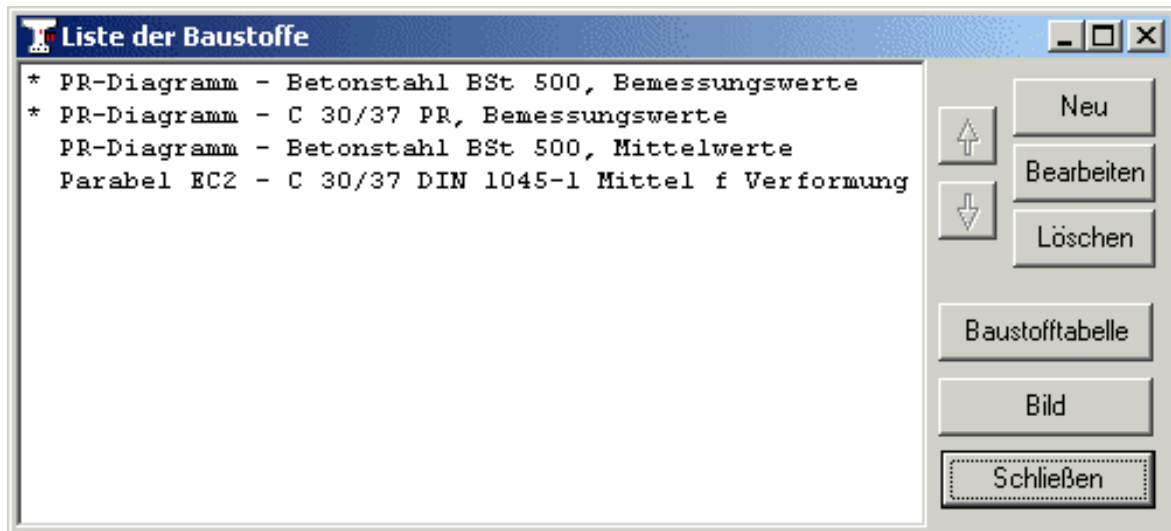 Liste der Baustoffe
* PR-Diagramm - Betonstahl BSt 500, Bemessungswerte
* PR-Diagramm - C 30/37 PR, Bemessungswerte
PR-Diagramm - Betonstahl BSt 500, Mittelwerte
Parabel EC2 - C 30/37 DIN 1045-1 Mittel f Verformung
Neu
Bearbeiten
Löschen
Baustofftabelle
Bild
Schließen